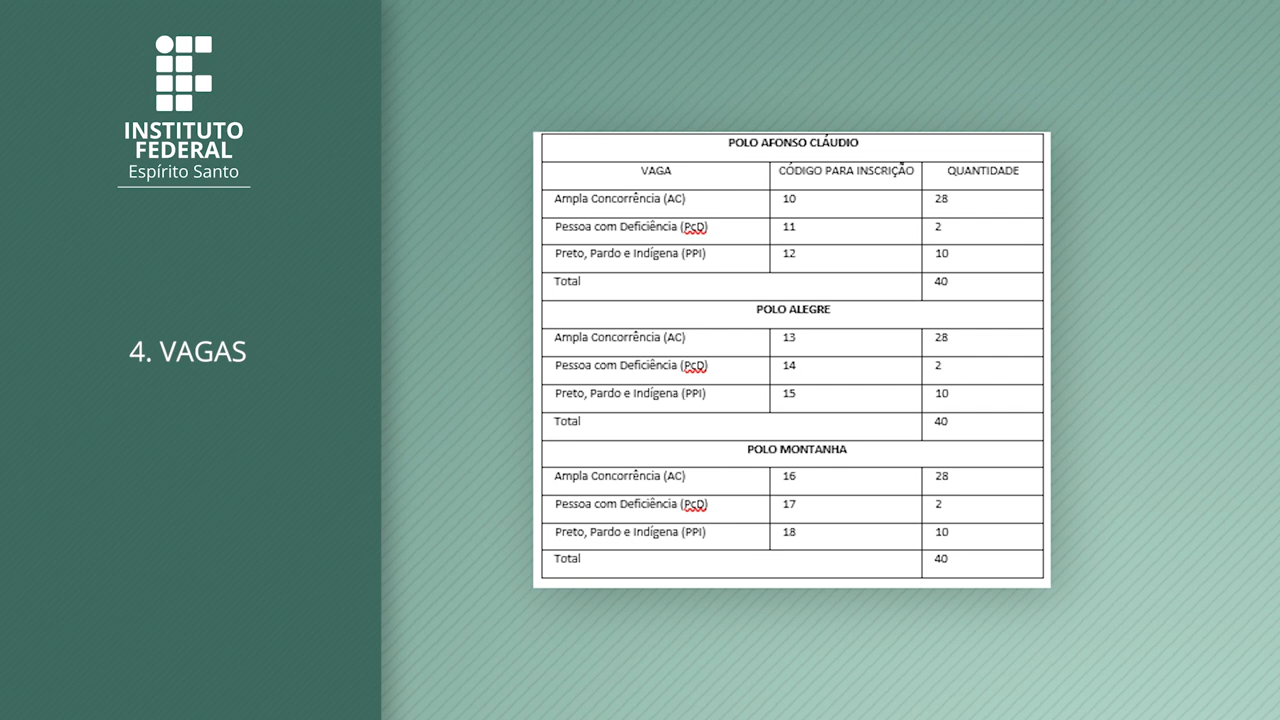 INSTITUTO
FEDERAL
Espírito Santo
4. VAGAS
POLO AFONSO CLÁUDIO
VAGA CÓDIGO PARA INSCRIÇÃO QUANTIDADE
Ampla Concorrência (AC) 10 28
Pessoa com Deficiência (PcD) 11 2
Preto, Pardo e Indígena (PPI) 12 10
Total 40
POLO ALEGRE
Ampla Concorrência (AC) 13 28
Pessoa com Deficiência (PcD) 14 2
Preto, Pardo e Indígena (PPI) 15 10
Total 40
POLO MONTANHA
Ampla Concorrência (AC) 16 28
Pessoa com Deficiência (PcD) 17 2
Preto, Pardo e Indígena (PPI) 18 10
Total 40